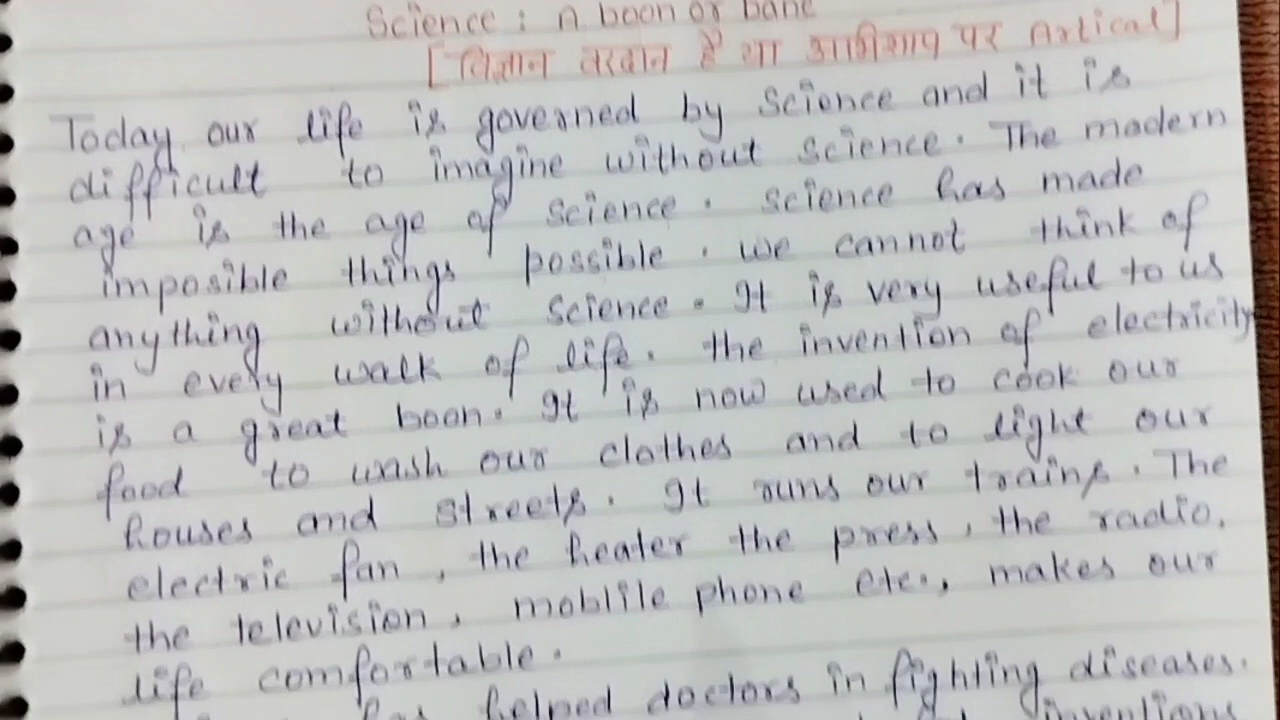 Science : A boon or bane
[विज्ञान वरदान है या अभिशाप पर Artical]
Today our life is governed by Science and it is
difficult to imagine without science. The madern
age is the age of science. science has made
imposible things possible. we cannot think of
anything without science. It is very useful to us
in every walk of life. the invention of electricity
is a great boon. It is now used to cook our
food to wash our clothes and to light our
houses and streets. It runs our trains. The
electric fan, the heater the press, the radio,
the television, moblile phone etc., makes our
life comfortable.
has helped doctors in fighting diseases.
inventions